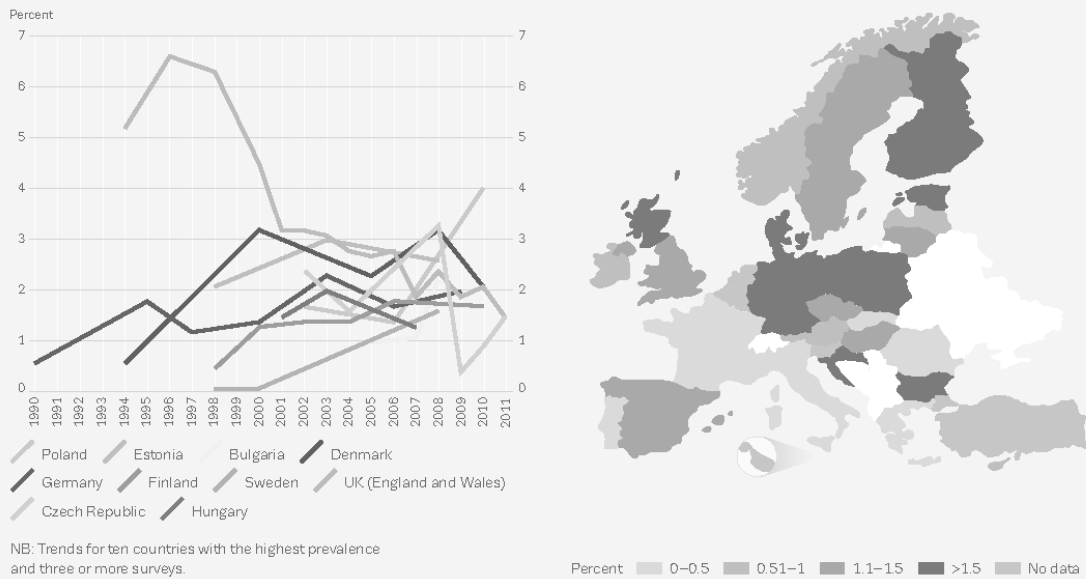 Percent
7 7
6 6
5 5
4 4
3 3
2 2
1 1
0 0
1990 1991 1992 1993 1994 1995 1996 1997 1998 1999 2000 2001 2002 2003 2004 2005 2006 2007 2008 2009 2010 2011
Poland Estonia Bulgaria Denmark
Germany Finland Sweden UK (England and Wales)
Czech Republic Hungary
NB: Trends for ten countries with the highest prevalence
and three or more surveys.
Percent 0–0.5 0.51–1 1.1–1.5 >1.5 No data